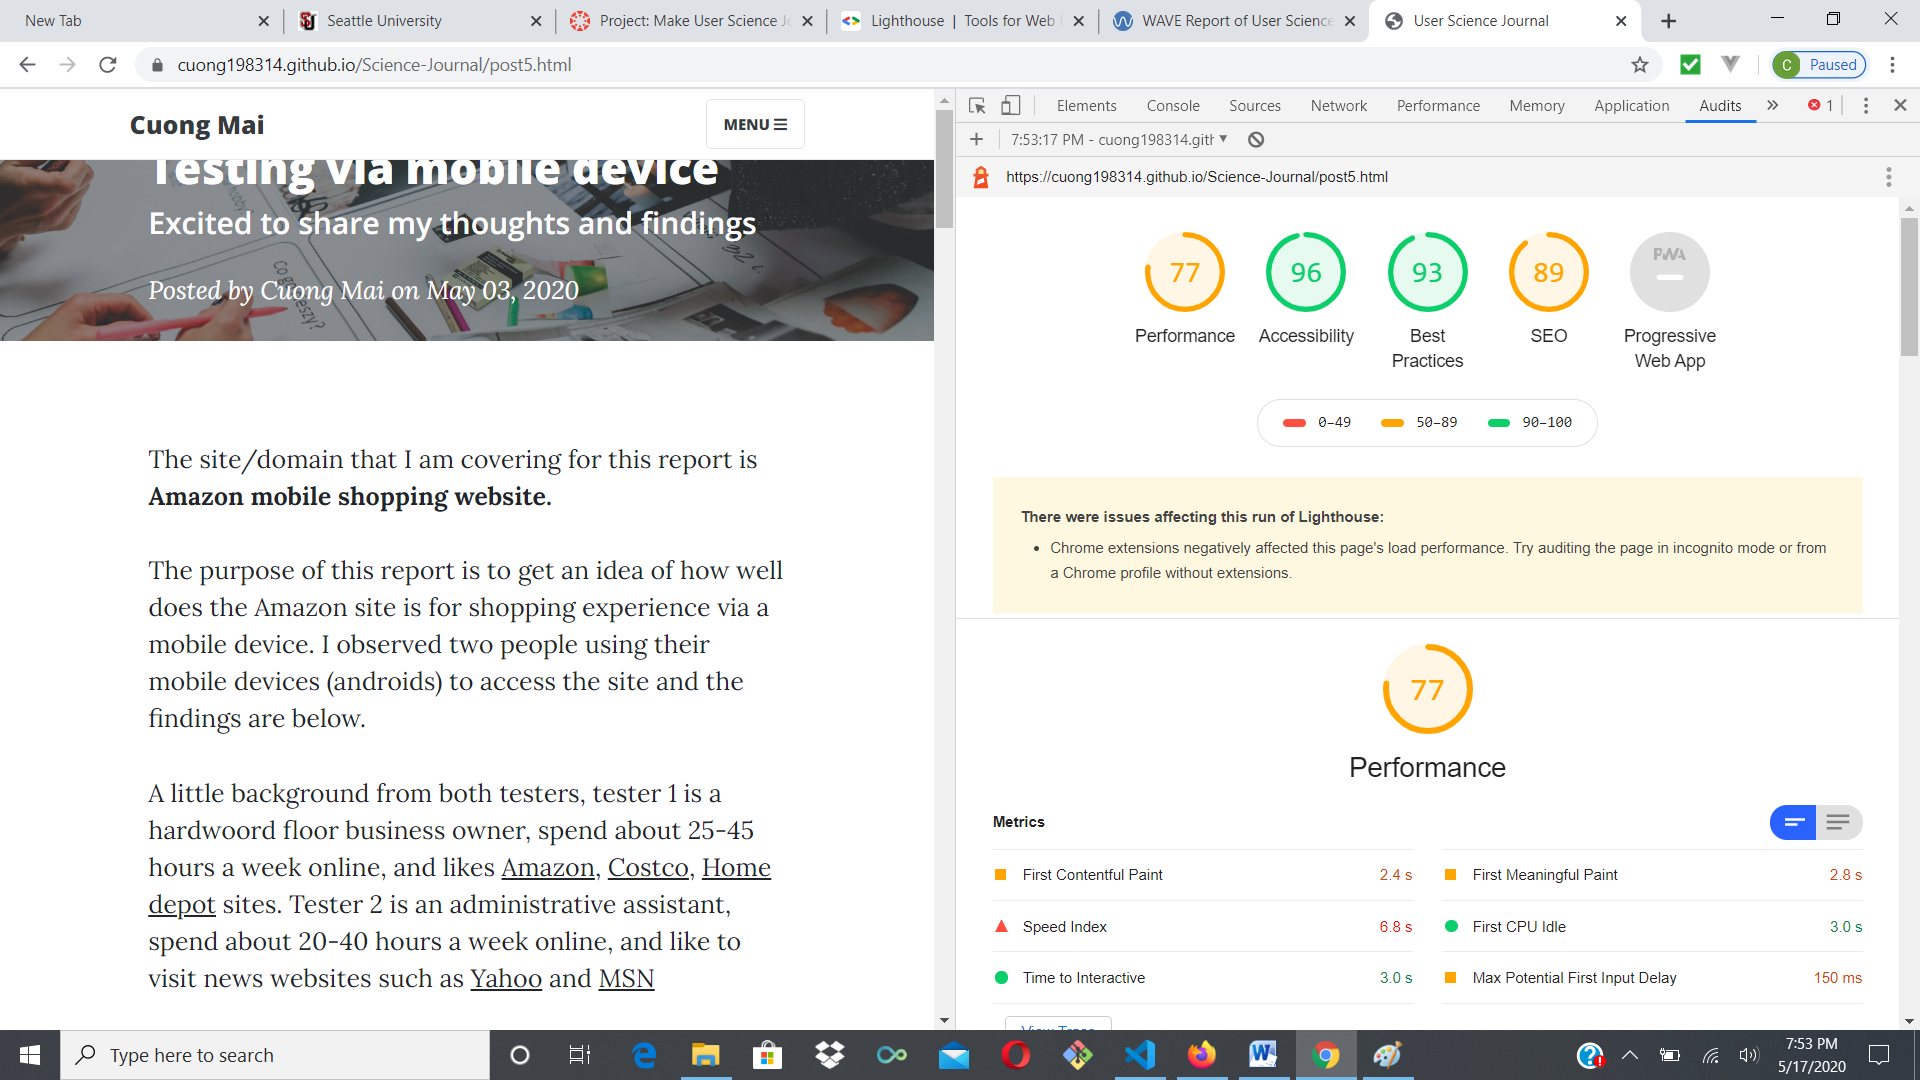 New Tab
Seattle University
Project: Make User Science Jo
Lighthouse | Tools for Web
WAVE Report of User Science
User Science Journal
cuong198314.github.io/Science-Journal/post5.html
C Paused
Cuong Mai
MENU
Testing via mobile device
Excited to share my thoughts and findings
Posted by Cuong Mai on May 03, 2020
The site/domain that I am covering for this report is
Amazon mobile shopping website.
The purpose of this report is to get an idea of how well
does the Amazon site is for shopping experience via a
mobile device. I observed two people using their
mobile devices (androids) to access the site and the
findings are below.
A little background from both testers, tester 1 is a
hardwoord floor business owner, spend about 25-45
hours a week online, and likes Amazon, Costco, Home
depot sites. Tester 2 is an administrative assistant,
spend about 20-40 hours a week online, and like to
visit news websites such as Yahoo and MSN
Elements Console Sources Network Performance Memory Application Audits » 1
7:53:17 PM - cuong198314.gith
https://cuong198314.github.io/Science-Journal/post5.html
77 96 93 89 PWA
Performance Accessibility Best Practices SEO Progressive Web App
0–49 50–89 90–100
There were issues affecting this run of Lighthouse:
• Chrome extensions negatively affected this page's load performance. Try auditing the page in incognito mode or from
a Chrome profile without extensions.
77
Performance
Metrics
First Contentful Paint 2.4 s
First Meaningful Paint 2.8 s
Speed Index 6.8 s
First CPU Idle 3.0 s
Time to Interactive 3.0 s
Max Potential First Input Delay 150 ms
View Trace
Type here to search
7:53 PM
5/17/2020